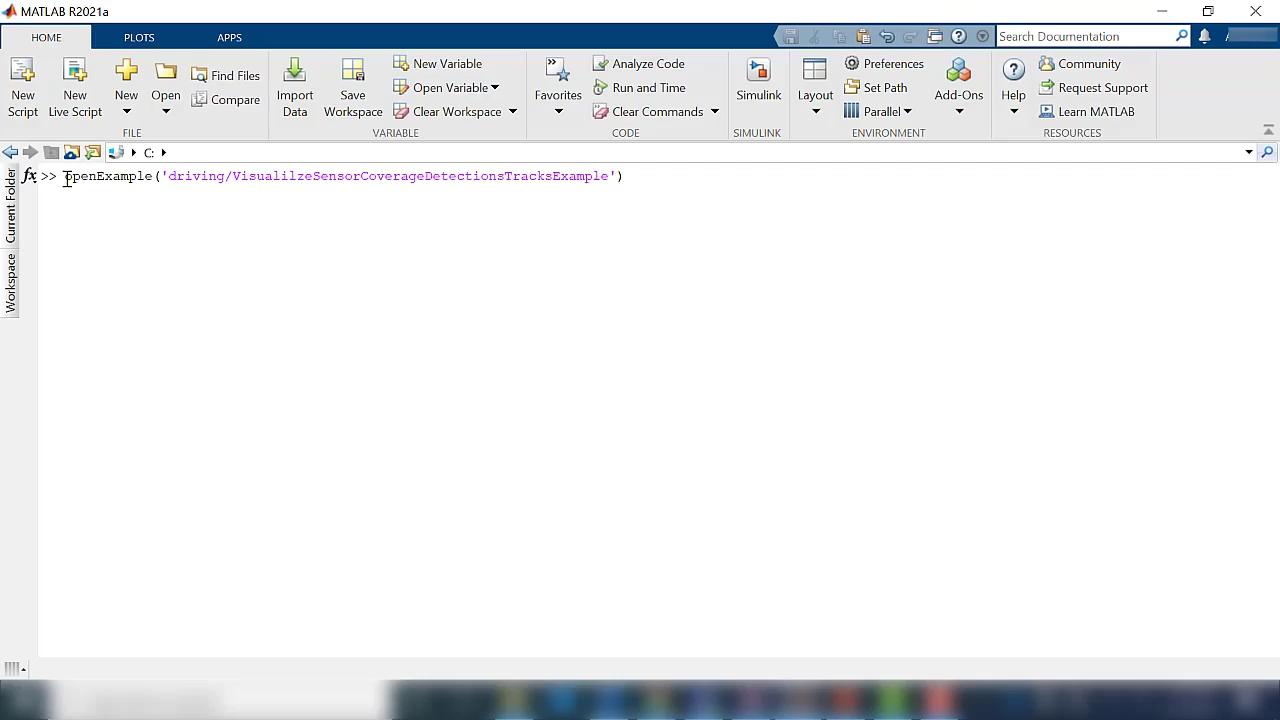 MATLAB R2021a
HOME PLOTS APPS Search Documentation
New Script
New Live Script
New
Open
Find Files
Compare
FILE
Import Data
Save Workspace
New Variable
Open Variable
Clear Workspace
VARIABLE
Favorites
Analyze Code
Run and Time
Clear Commands
CODE
Simulink
SIMULINK
Layout
Preferences
Set Path
Parallel
Add-Ons
ENVIRONMENT
Help
Community
Request Support
Learn MATLAB
RESOURCES
C:
fx >> openExample('driving/VisualilzeSensorCoverageDetectionsTracksExample')
Current Folder
Workspace